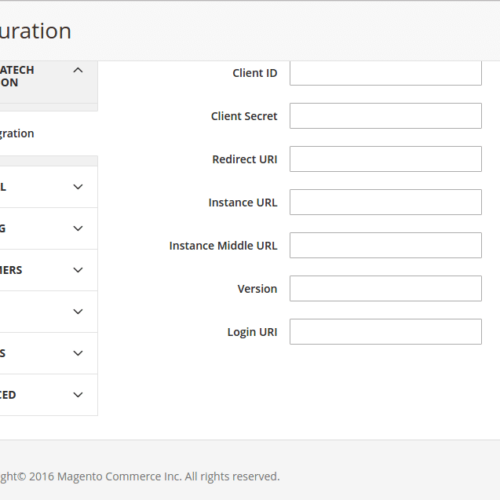 uration
ATECH
ON
Client ID
Client Secret
gration
Redirect URI
L
Instance URL
G
Instance Middle URL
MERS
Version
Login URI
S
CED
ght© 2016 Magento Commerce Inc. All rights reserved.